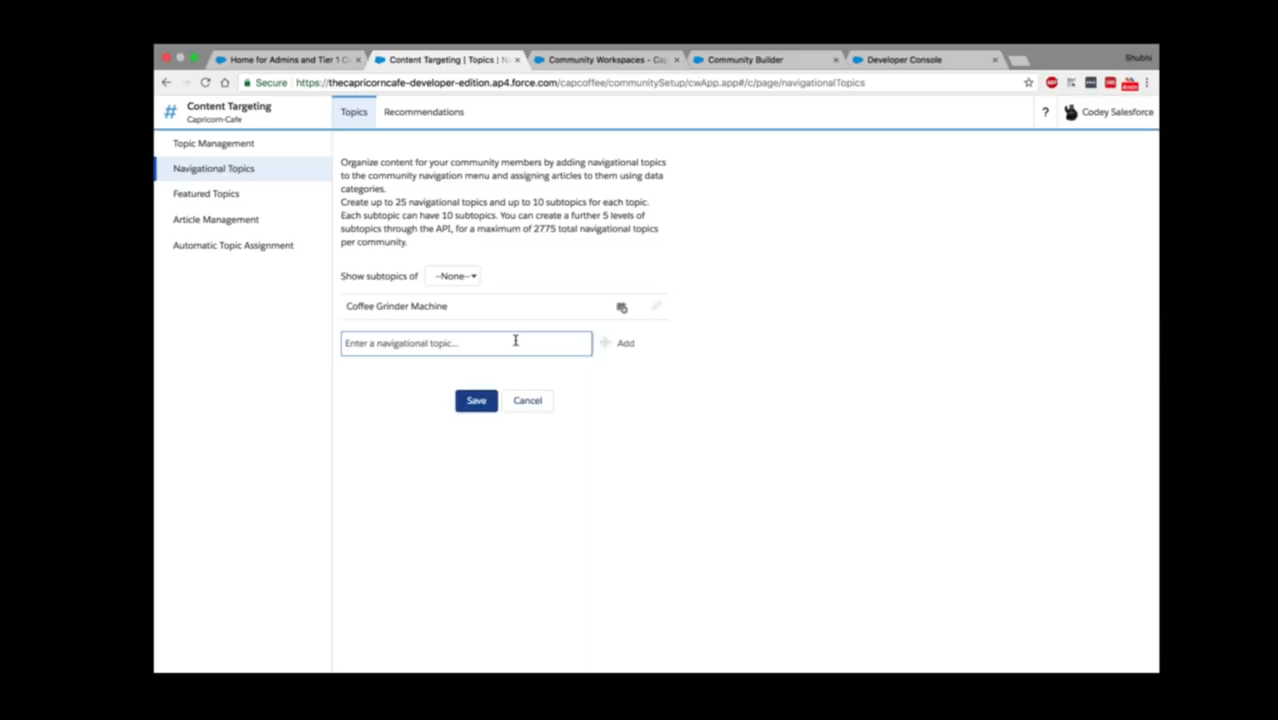 Home for Admins and Tier 1 C
Content Targeting | Topics |
Community Workspaces - Ca
Community Builder
Developer Console
Shubhi
Secure
https://thecapricorncafe-developer-edition.ap4.force.com/capcoffee/communitySetup/cwApp.app#/c/page/navigationalTopics
# Content Targeting
Capricorn-Cafe
Topics
Recommendations
?
Codey Salesforce
Topic Management
Navigational Topics
Featured Topics
Article Management
Automatic Topic Assignment
Organize content for your community members by adding navigational topics
to the community navigation menu and assigning articles to them using data
categories.
Create up to 25 navigational topics and up to 10 subtopics for each topic.
Each subtopic can have 10 subtopics. You can create a further 5 levels of
subtopics through the API, for a maximum of 2775 total navigational topics
per community.
Show subtopics of
--None--
Coffee Grinder Machine
Enter a navigational topic...
Add
Save
Cancel